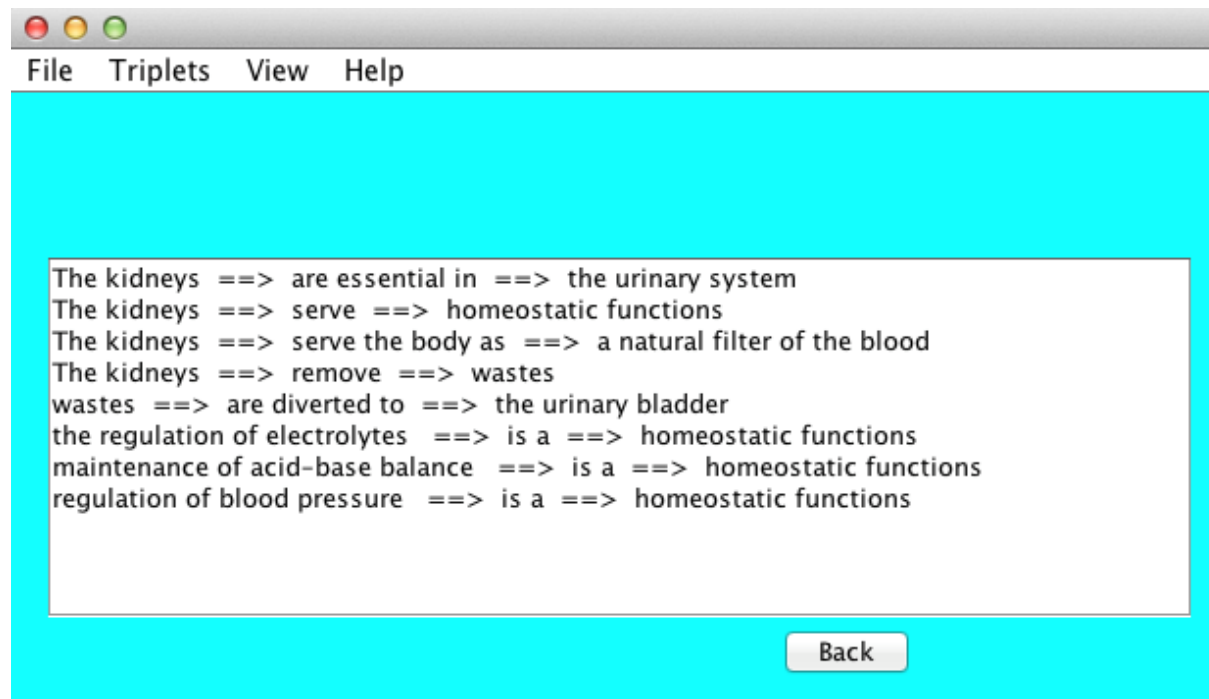 File Triplets View Help
The kidneys ==> are essential in ==> the urinary system
The kidneys ==> serve ==> homeostatic functions
The kidneys ==> serve the body as ==> a natural filter of the blood
The kidneys ==> remove ==> wastes
wastes ==> are diverted to ==> the urinary bladder
the regulation of electrolytes ==> is a ==> homeostatic functions
maintenance of acid-base balance ==> is a ==> homeostatic functions
regulation of blood pressure ==> is a ==> homeostatic functions
Back